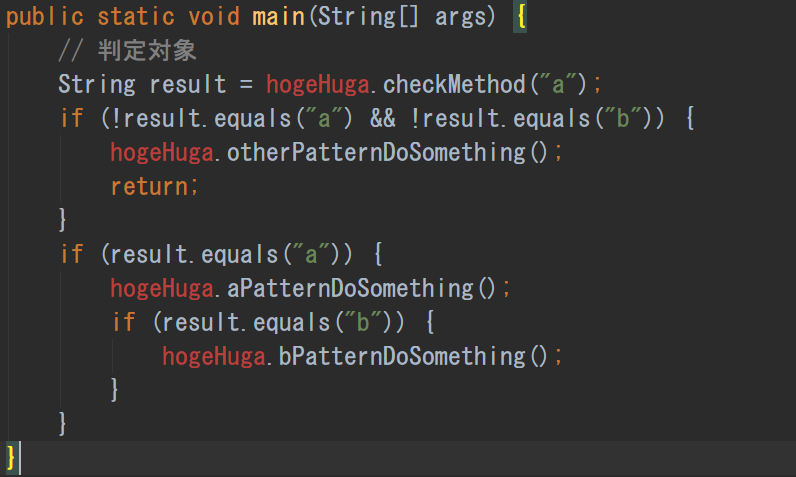 public static void main(String[] args) {
    // 判定対象
    String result = hogeHuga.checkMethod("a");
    if (!result.equals("a") && !result.equals("b")) {
        hogeHuga.otherPatternDoSomething();
        return;
    }
    if (result.equals("a")) {
        hogeHuga.aPatternDoSomething();
        if (result.equals("b")) {
            hogeHuga.bPatternDoSomething();
        }
    }
}